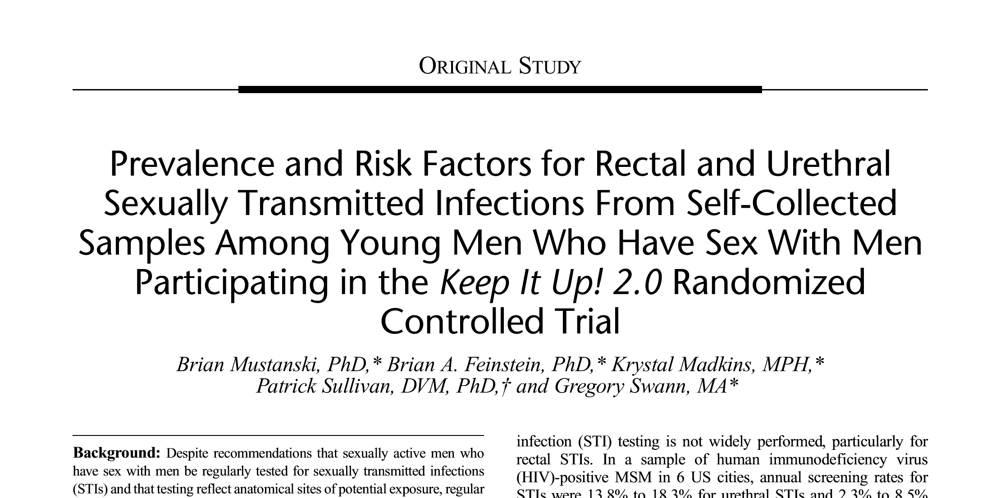 ORIGINAL STUDY
Prevalence and Risk Factors for Rectal and Urethral
Sexually Transmitted Infections From Self-Collected
Samples Among Young Men Who Have Sex With Men
Participating in the Keep It Up! 2.0 Randomized
Controlled Trial
Brian Mustanski, PhD,* Brian A. Feinstein, PhD,* Krystal Madkins, MPH,*
Patrick Sullivan, DVM, PhD,† and Gregory Swann, MA*
Background: Despite recommendations that sexually active men who
have sex with men be regularly tested for sexually transmitted infections
(STIs) and that testing reflect anatomical sites of potential exposure, regular
infection (STI) testing is not widely performed, particularly for
rectal STIs. In a sample of human immunodeficiency virus
(HIV)-positive MSM in 6 US cities, annual screening rates for
STIs were 13.8% to 18.3% for urethral STIs and 2.3% to 8.5%